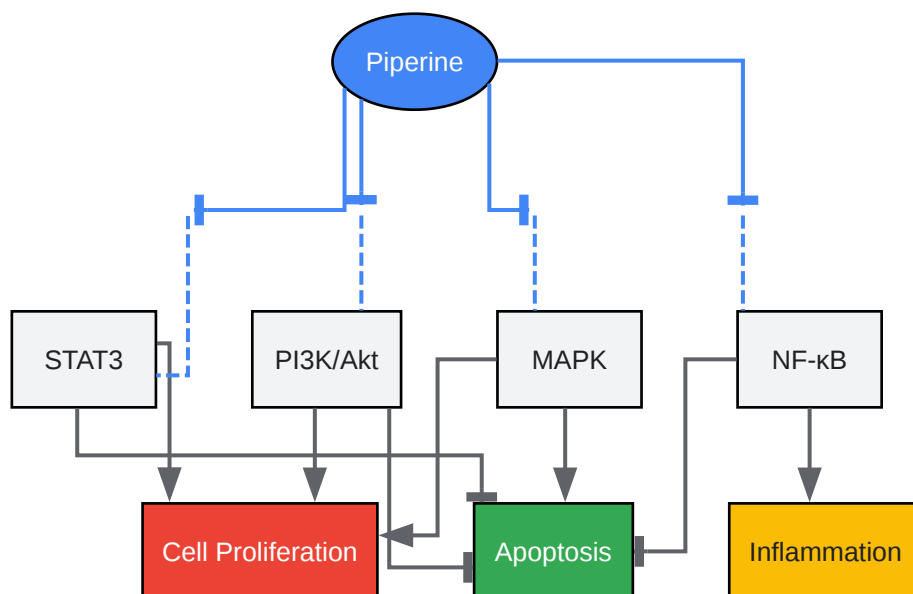 Piperine
STAT3
PI3K/Akt
MAPK
NF-κB
Cell Proliferation
Apoptosis
Inflammation